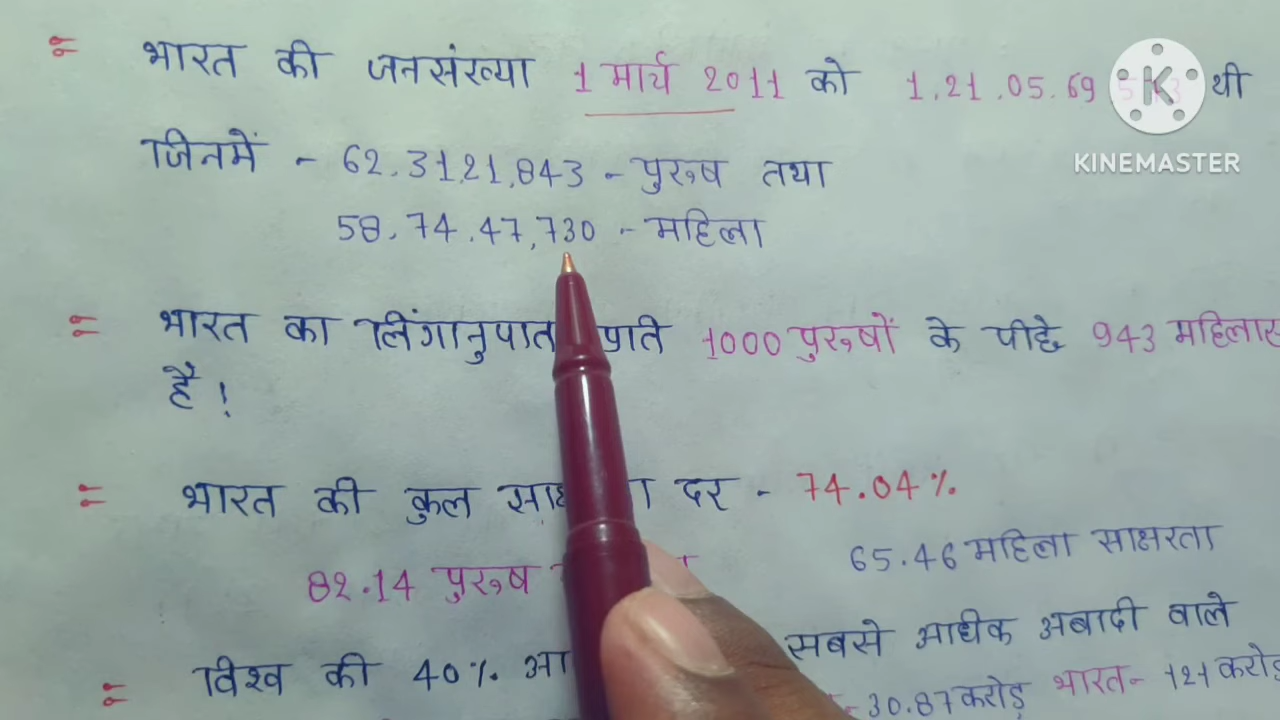 भारत की जनसंख्या 1 मार्च 2011 को 1.21.05.69 थी
KINEMASTER
जिनमें - 62.31,21,843 - पुरुष तथा
58.74.47,730 - महिला
भारत का लिंगानुपात प्रति 1000 पुरुषों के पीछे 943 महिलाए
है!
भारत की कुल दर - 74.04%
82.14 पुरुष 65.46 महिला साक्षरता
विश्व की 40% सबसे अधिक अबादी वाले
30.87 करोड़ भारत - 121 करोड़